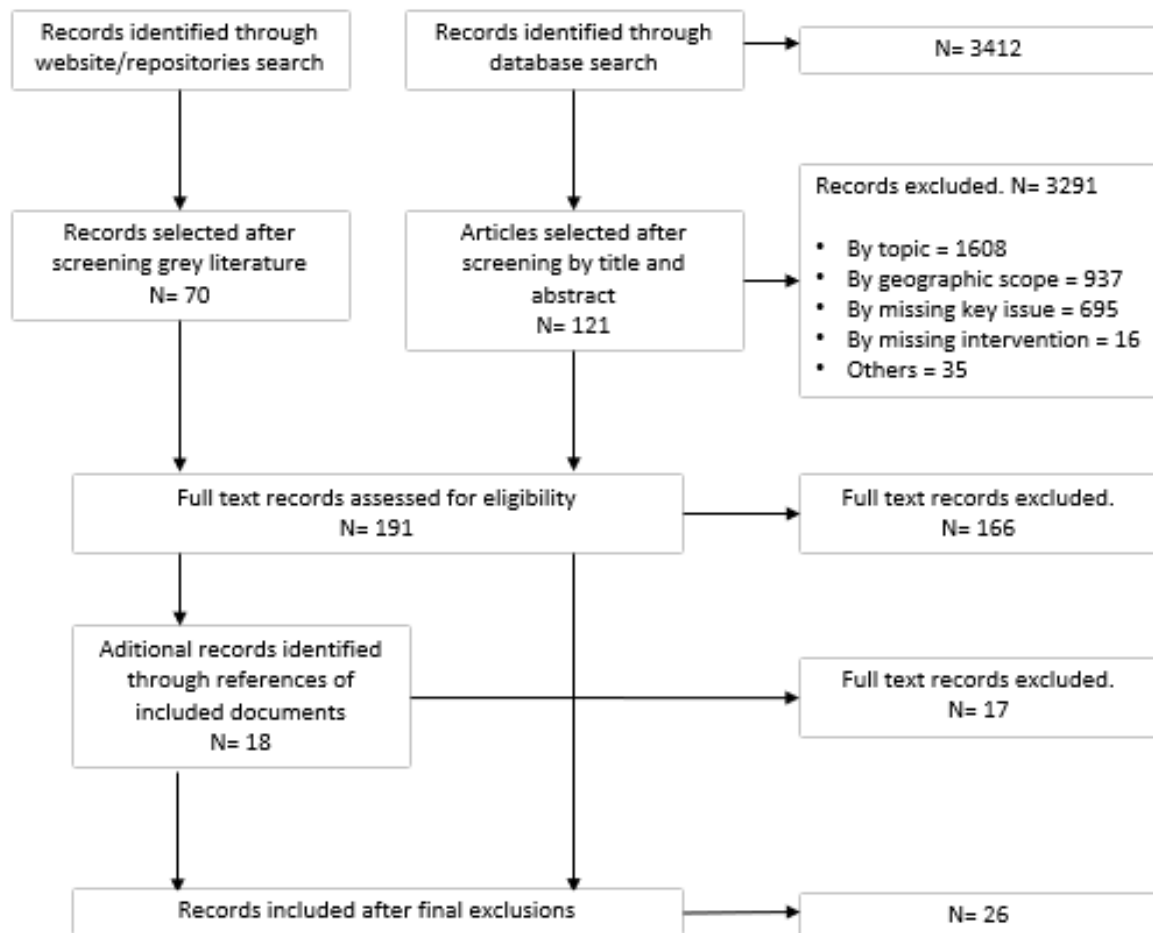 Records identified through
website/repositories search
Records identified through
database search
N= 3412
Records selected after
screening grey literature
N= 70
Articles selected after
screening by title and
abstract
N= 121
Records excluded. N= 3291
• By topic = 1608
• By geographic scope = 937
• By missing key issue = 695
• By missing intervention = 16
• Others = 35
Full text records assessed for eligibility
N= 191
Full text records excluded.
N= 166
Aditional records identified
through references of
included documents
N= 18
Full text records excluded.
N= 17
Records included after final exclusions
N= 26